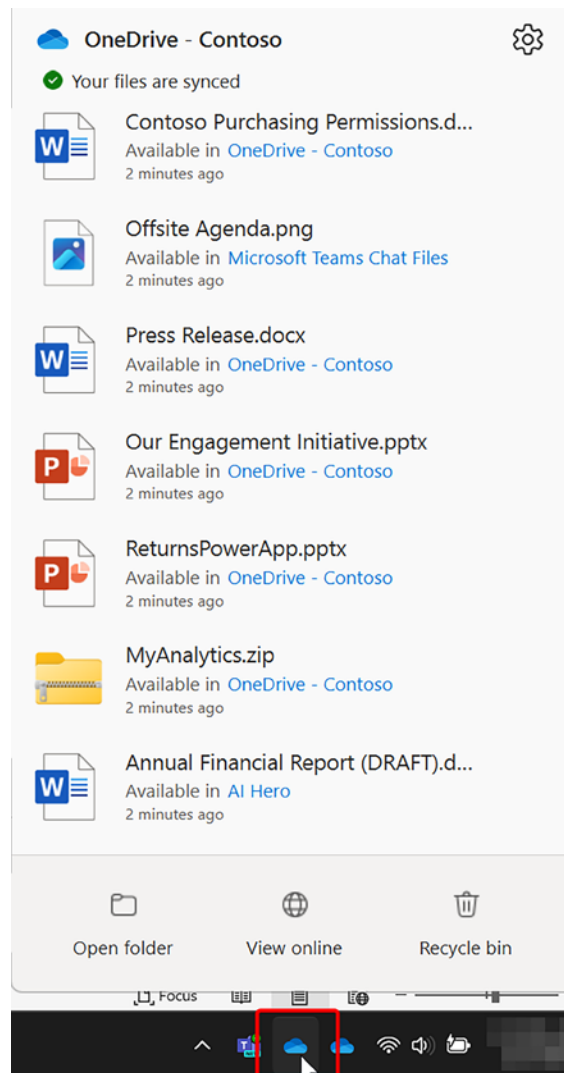 OneDrive - Contoso
Your files are synced
Contoso Purchasing Permissions.d...
Available in OneDrive - Contoso
2 minutes ago
Offsite Agenda.png
Available in Microsoft Teams Chat Files
2 minutes ago
Press Release.docx
Available in OneDrive - Contoso
2 minutes ago
Our Engagement Initiative.pptx
Available in OneDrive - Contoso
2 minutes ago
ReturnsPowerApp.pptx
Available in OneDrive - Contoso
2 minutes ago
MyAnalytics.zip
Available in OneDrive - Contoso
2 minutes ago
Annual Financial Report (DRAFT).d...
Available in AI Hero
2 minutes ago
Open folder View online Recycle bin
Focus